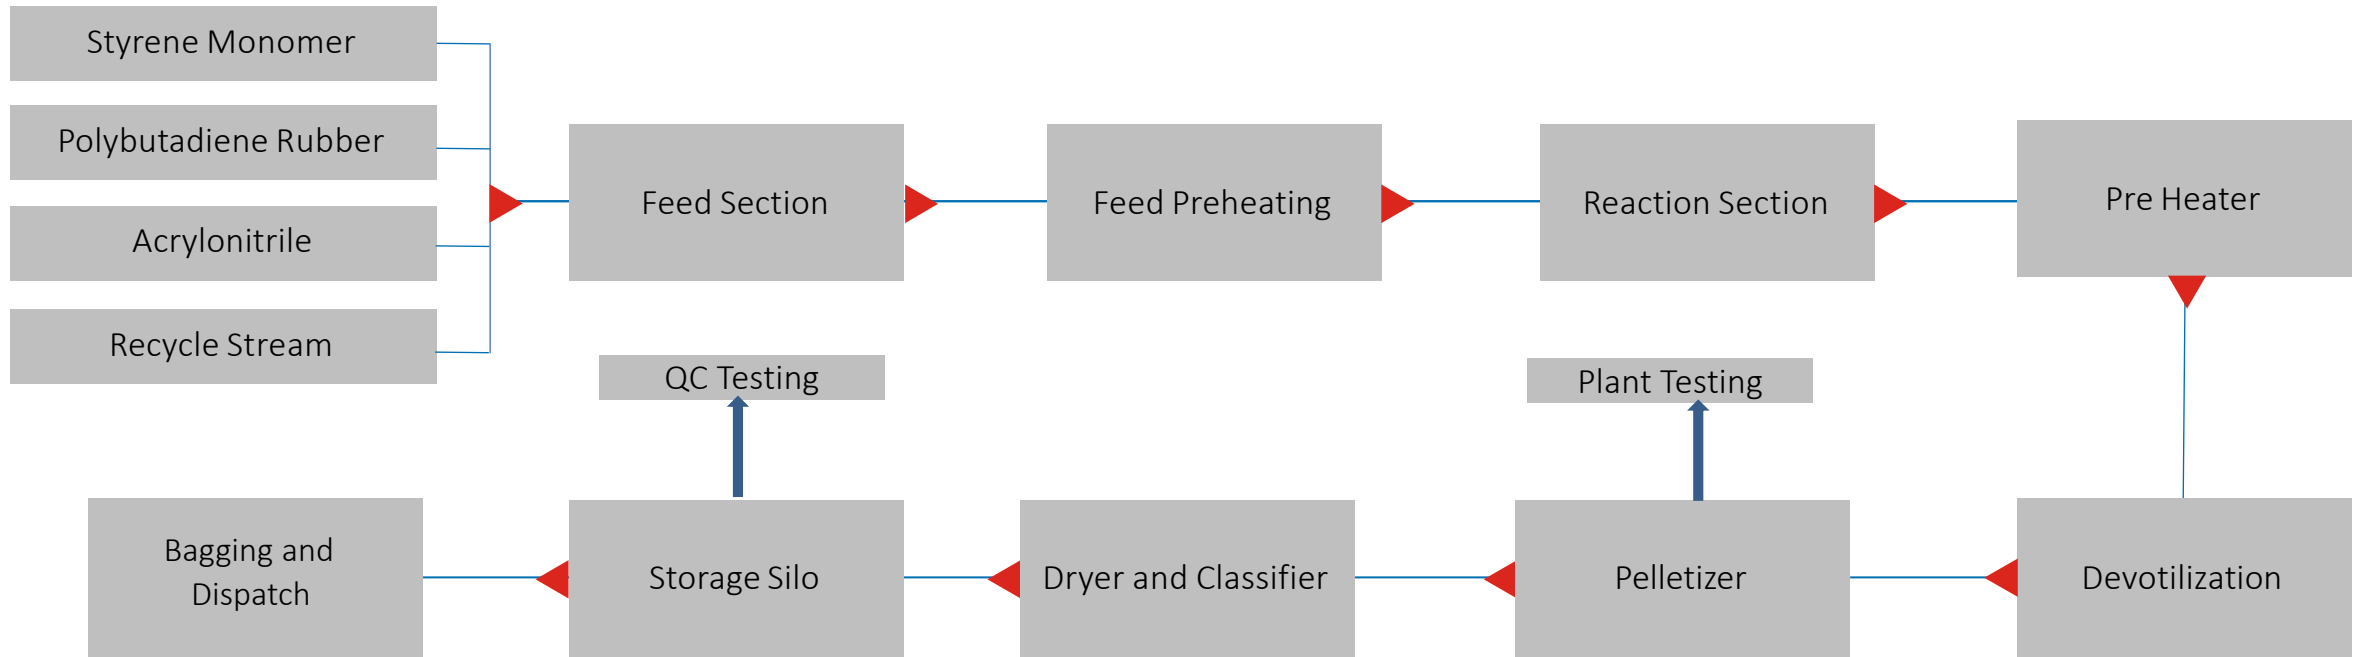 Styrene Monomer
Polybutadiene Rubber
Acrylonitrile
Recycle Stream
Feed Section
Feed Preheating
Reaction Section
Pre Heater
QC Testing
Plant Testing
Bagging and
Dispatch
Storage Silo
Dryer and Classifier
Pelletizer
Devotilization